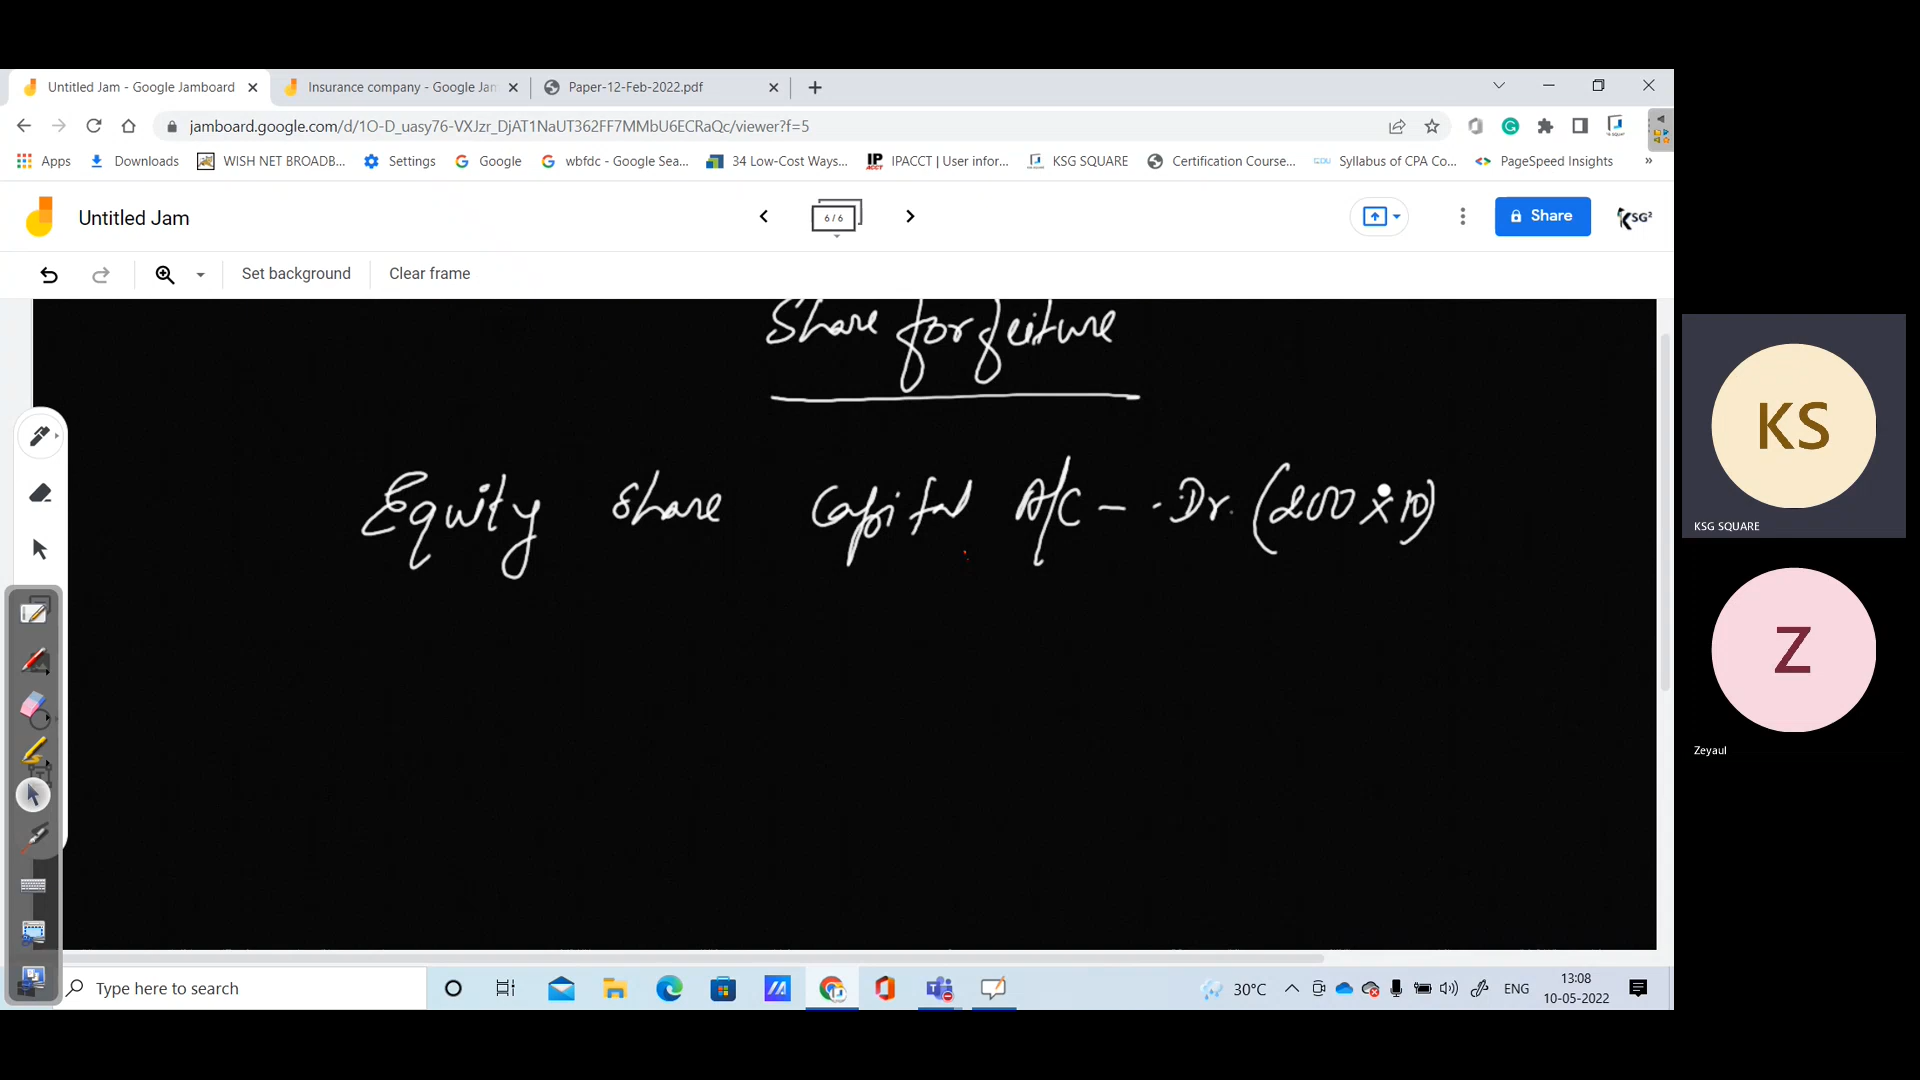 Untitled Jam - Google Jamboard
Insurance company - Google Jan
Paper-12-Feb-2022.pdf
jamboard.google.com/d/1O-D_uasy76-VXJzr_DjAT1NaUT362FF7MMbU6ECRaQc/viewer?f=5
Apps Downloads WISH NET BROADB... Settings Google wbfdc - Google Sea... 34 Low-Cost Ways... IP IPACCT | User infor... KSG SQUARE Certification Course... Syllabus of CPA Co... PageSpeed Insights »
Untitled Jam
6 / 6
Share
KSG²
Set background Clear frame
Share forfeiture
Equity Share Capital A/C - - Dr. (200 x 10)
KS
KSG SQUARE
Z
Zeyaul
Type here to search
30°C
ENG
13:08
10-05-2022